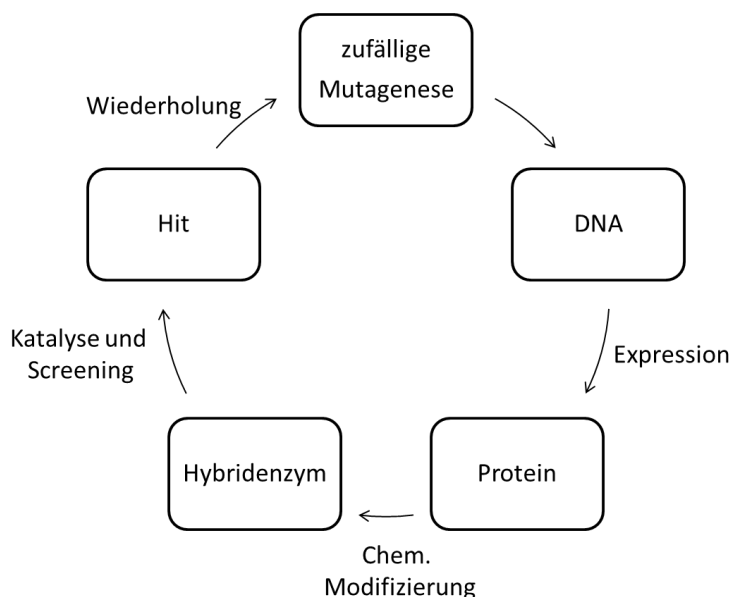 zufällige
Mutagenese
Wiederholung
Hit
DNA
Katalyse und
Screening
Expression
Hybridenzym
Protein
Chem.
Modifizierung